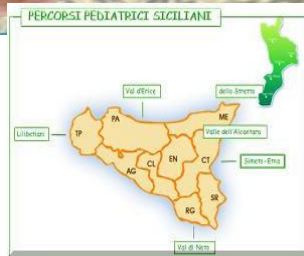 PERCORSI PEDIATRICI SICILIANI
Val d'Erice
dello Stretto
ME
PA
Lilibetani
TP
Valle dell'Alcantara
EN
CL
CT
Simeto-Etna
AG
SR
RG
Val di Noto